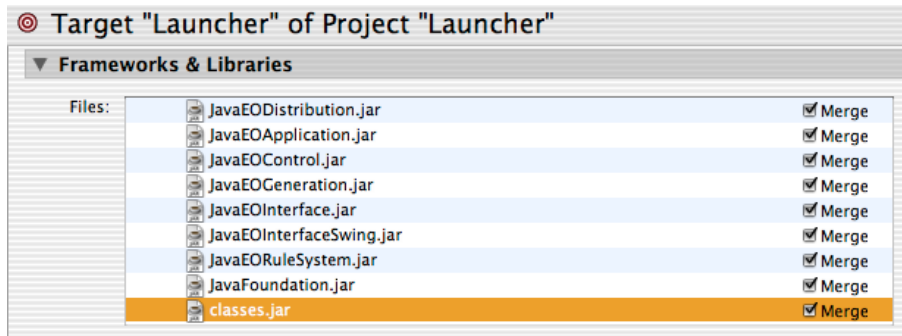 Target "Launcher" of Project "Launcher"
Frameworks & Libraries
Files: JavaEODistribution.jar Merge
JavaEOApplication.jar Merge
JavaEOControl.jar Merge
JavaEOGeneration.jar Merge
JavaEOInterface.jar Merge
JavaEOInterfaceSwing.jar Merge
JavaEORuleSystem.jar Merge
JavaFoundation.jar Merge
classes.jar Merge